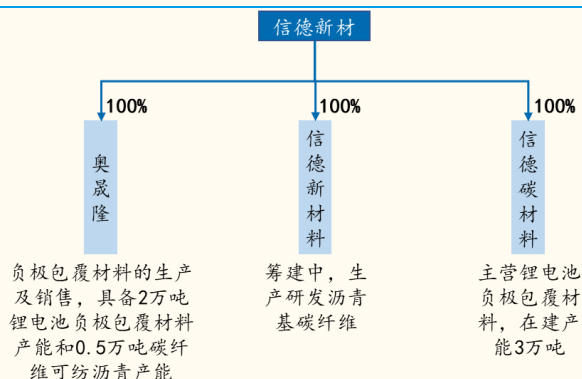 信德新材
100%
100%
100%
奥晟隆
信德新材料
信德碳材料
负极包覆材料的生产
及销售，具备2万吨
锂电池负极包覆材料
产能和0.5万吨碳纤
维可纺沥青产能
筹建中，生
产研发沥青
基碳纤维
主营锂电池
负极包覆材
料，在建产
能3万吨